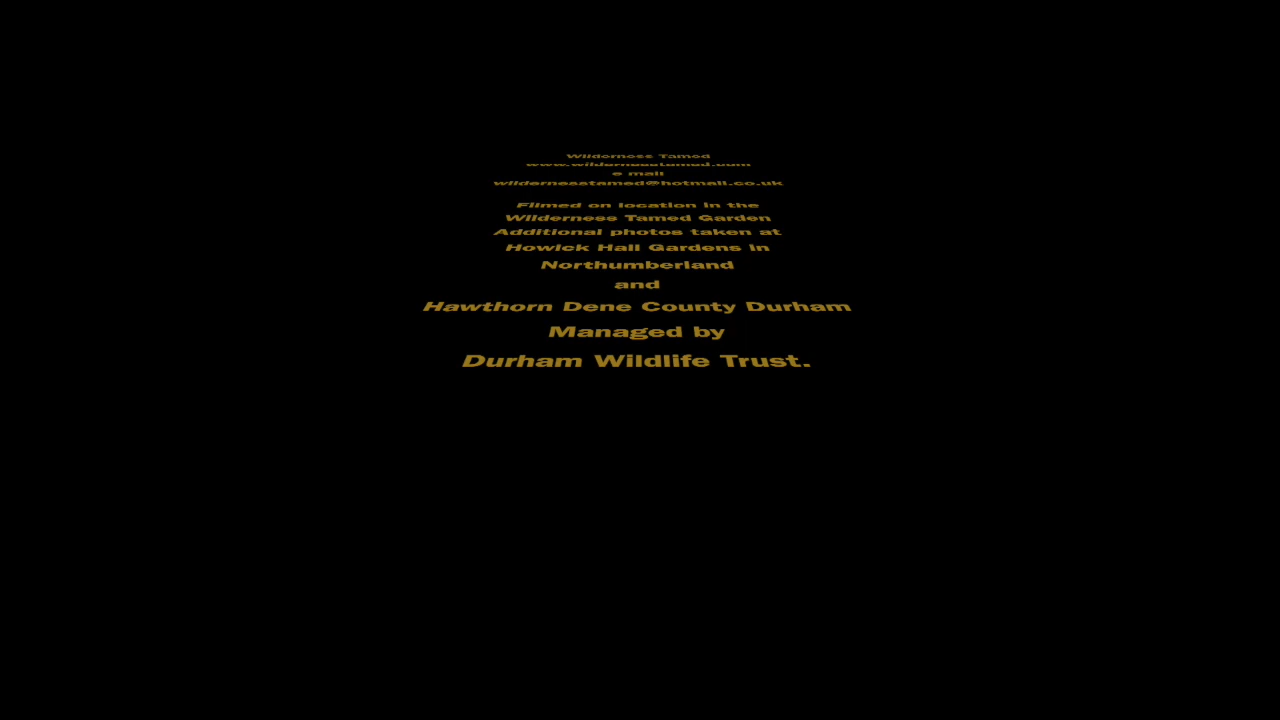 Wilderness Tamed
www.wildernesstamed.com
e mail
wildernesstamed@hotmail.co.uk
Filmed on location in the
Wilderness Tamed Garden
Additional photos taken at
Howick Hall Gardens in
Northumberland
and
Hawthorn Dene County Durham
Managed by
Durham Wildlife Trust.